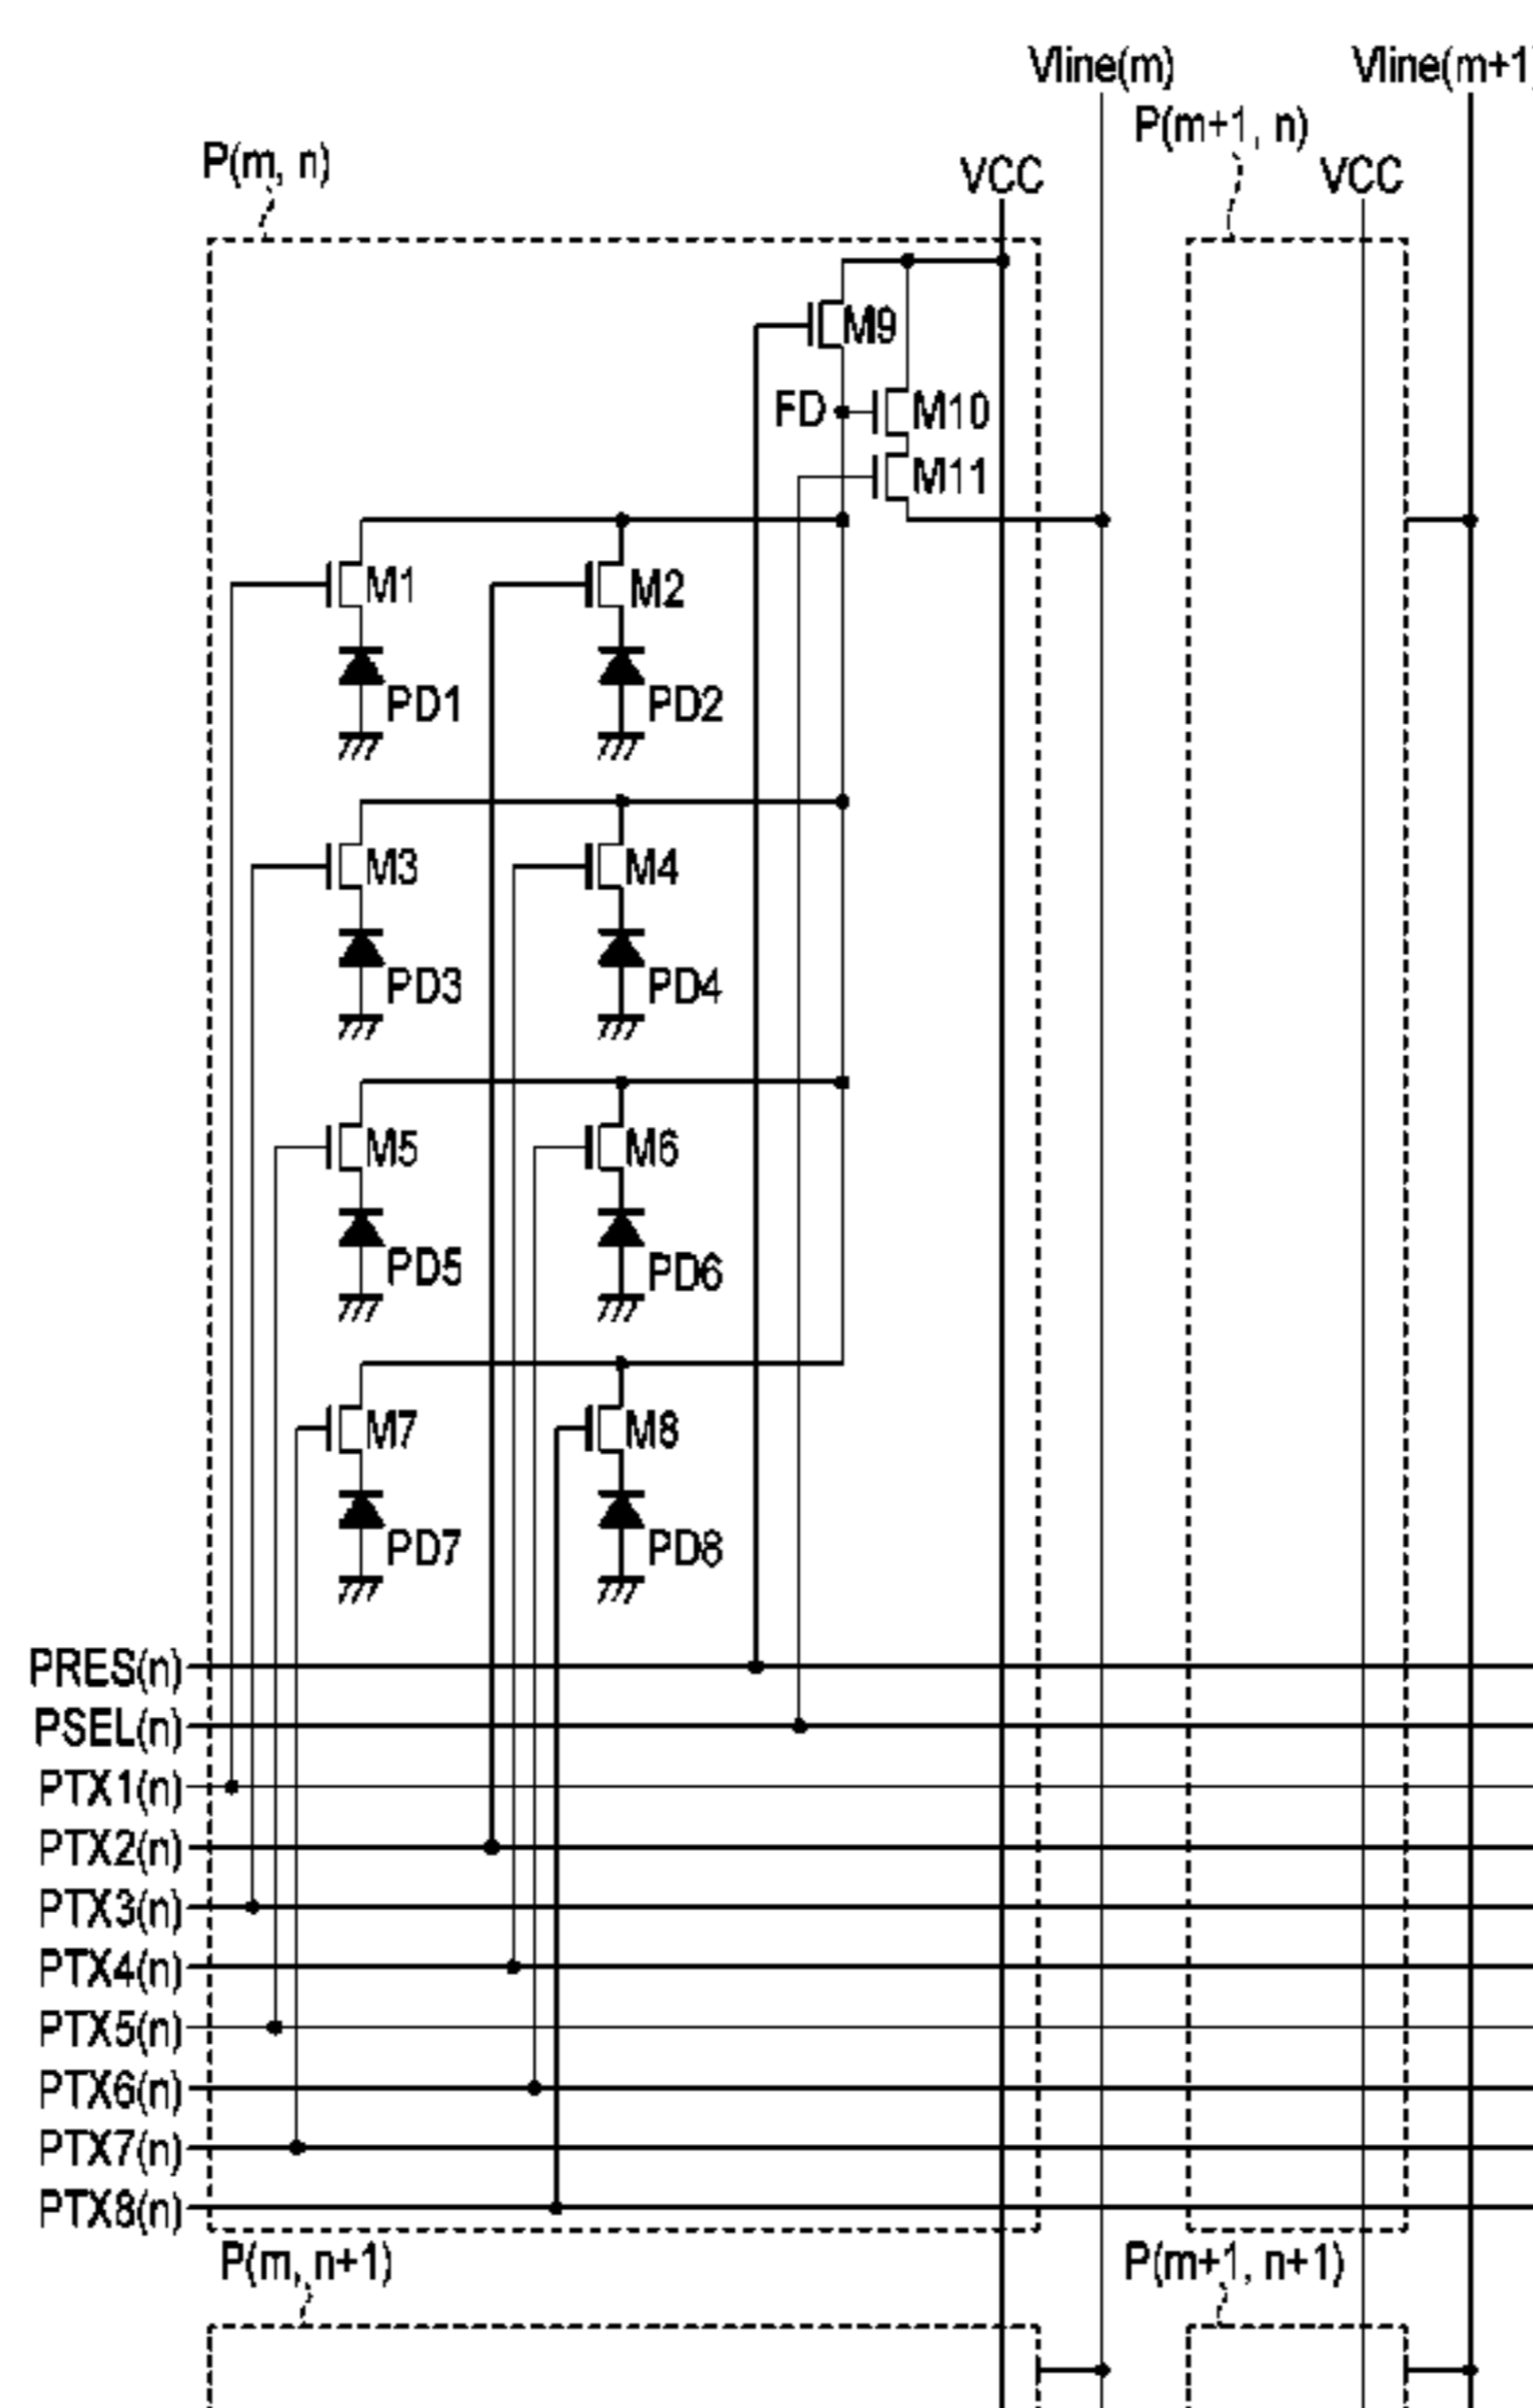 Vline(m)
Vline(m+1)
P(m+1, n)
P(m, n)
VCC
VCC
M9
FD
M10
M11
M1
M2
PD1
PD2
M3
M4
PD3
PD4
M5
M6
PD5
PD6
M7
M8
PD7
PD8
PRES(n)
PSEL(n)
PTX1(n)
PTX2(n)
PTX3(n)
PTX4(n)
PTX5(n)
PTX6(n)
PTX7(n)
PTX8(n)
P(m, n+1)
P(m+1, n+1)